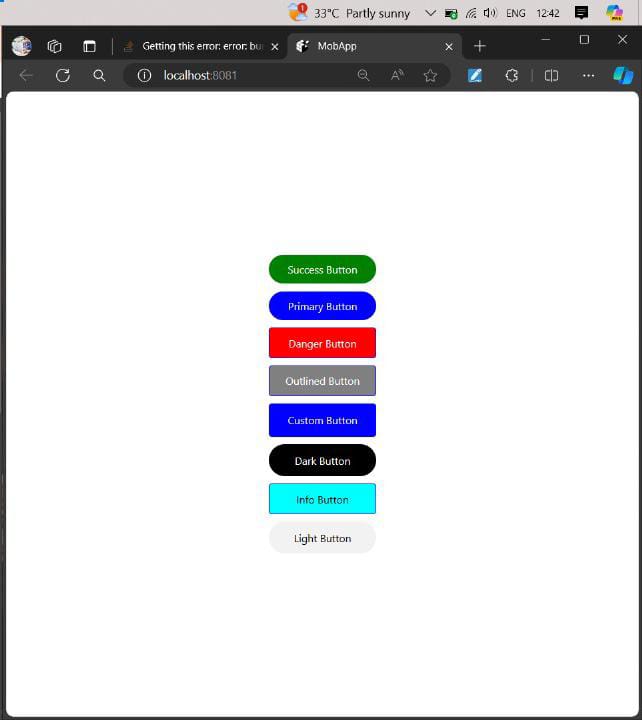 33°C Partly sunny ENG 12:42
1
Getting this error: error: bu
MobApp
localhost:8081
Success Button
Primary Button
Danger Button
Outlined Button
Custom Button
Dark Button
Info Button
Light Button